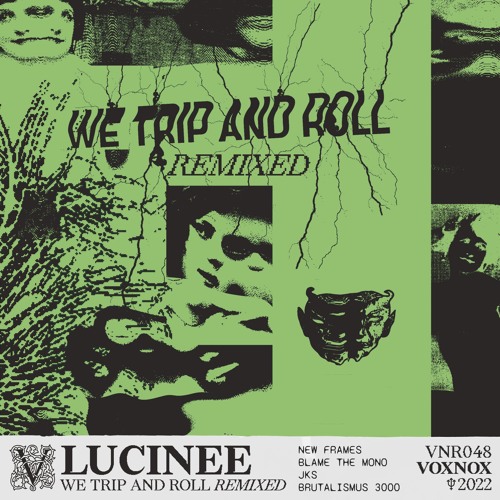 WE TRIP AND ROLL
REMIXED
V
LUCINEE
WE TRIP AND ROLL REMIXED
NEW FRAMES
BLAME THE MONO
JKS
BRUTALISMUS 3000
VNR048
VOXNOX
♆2022